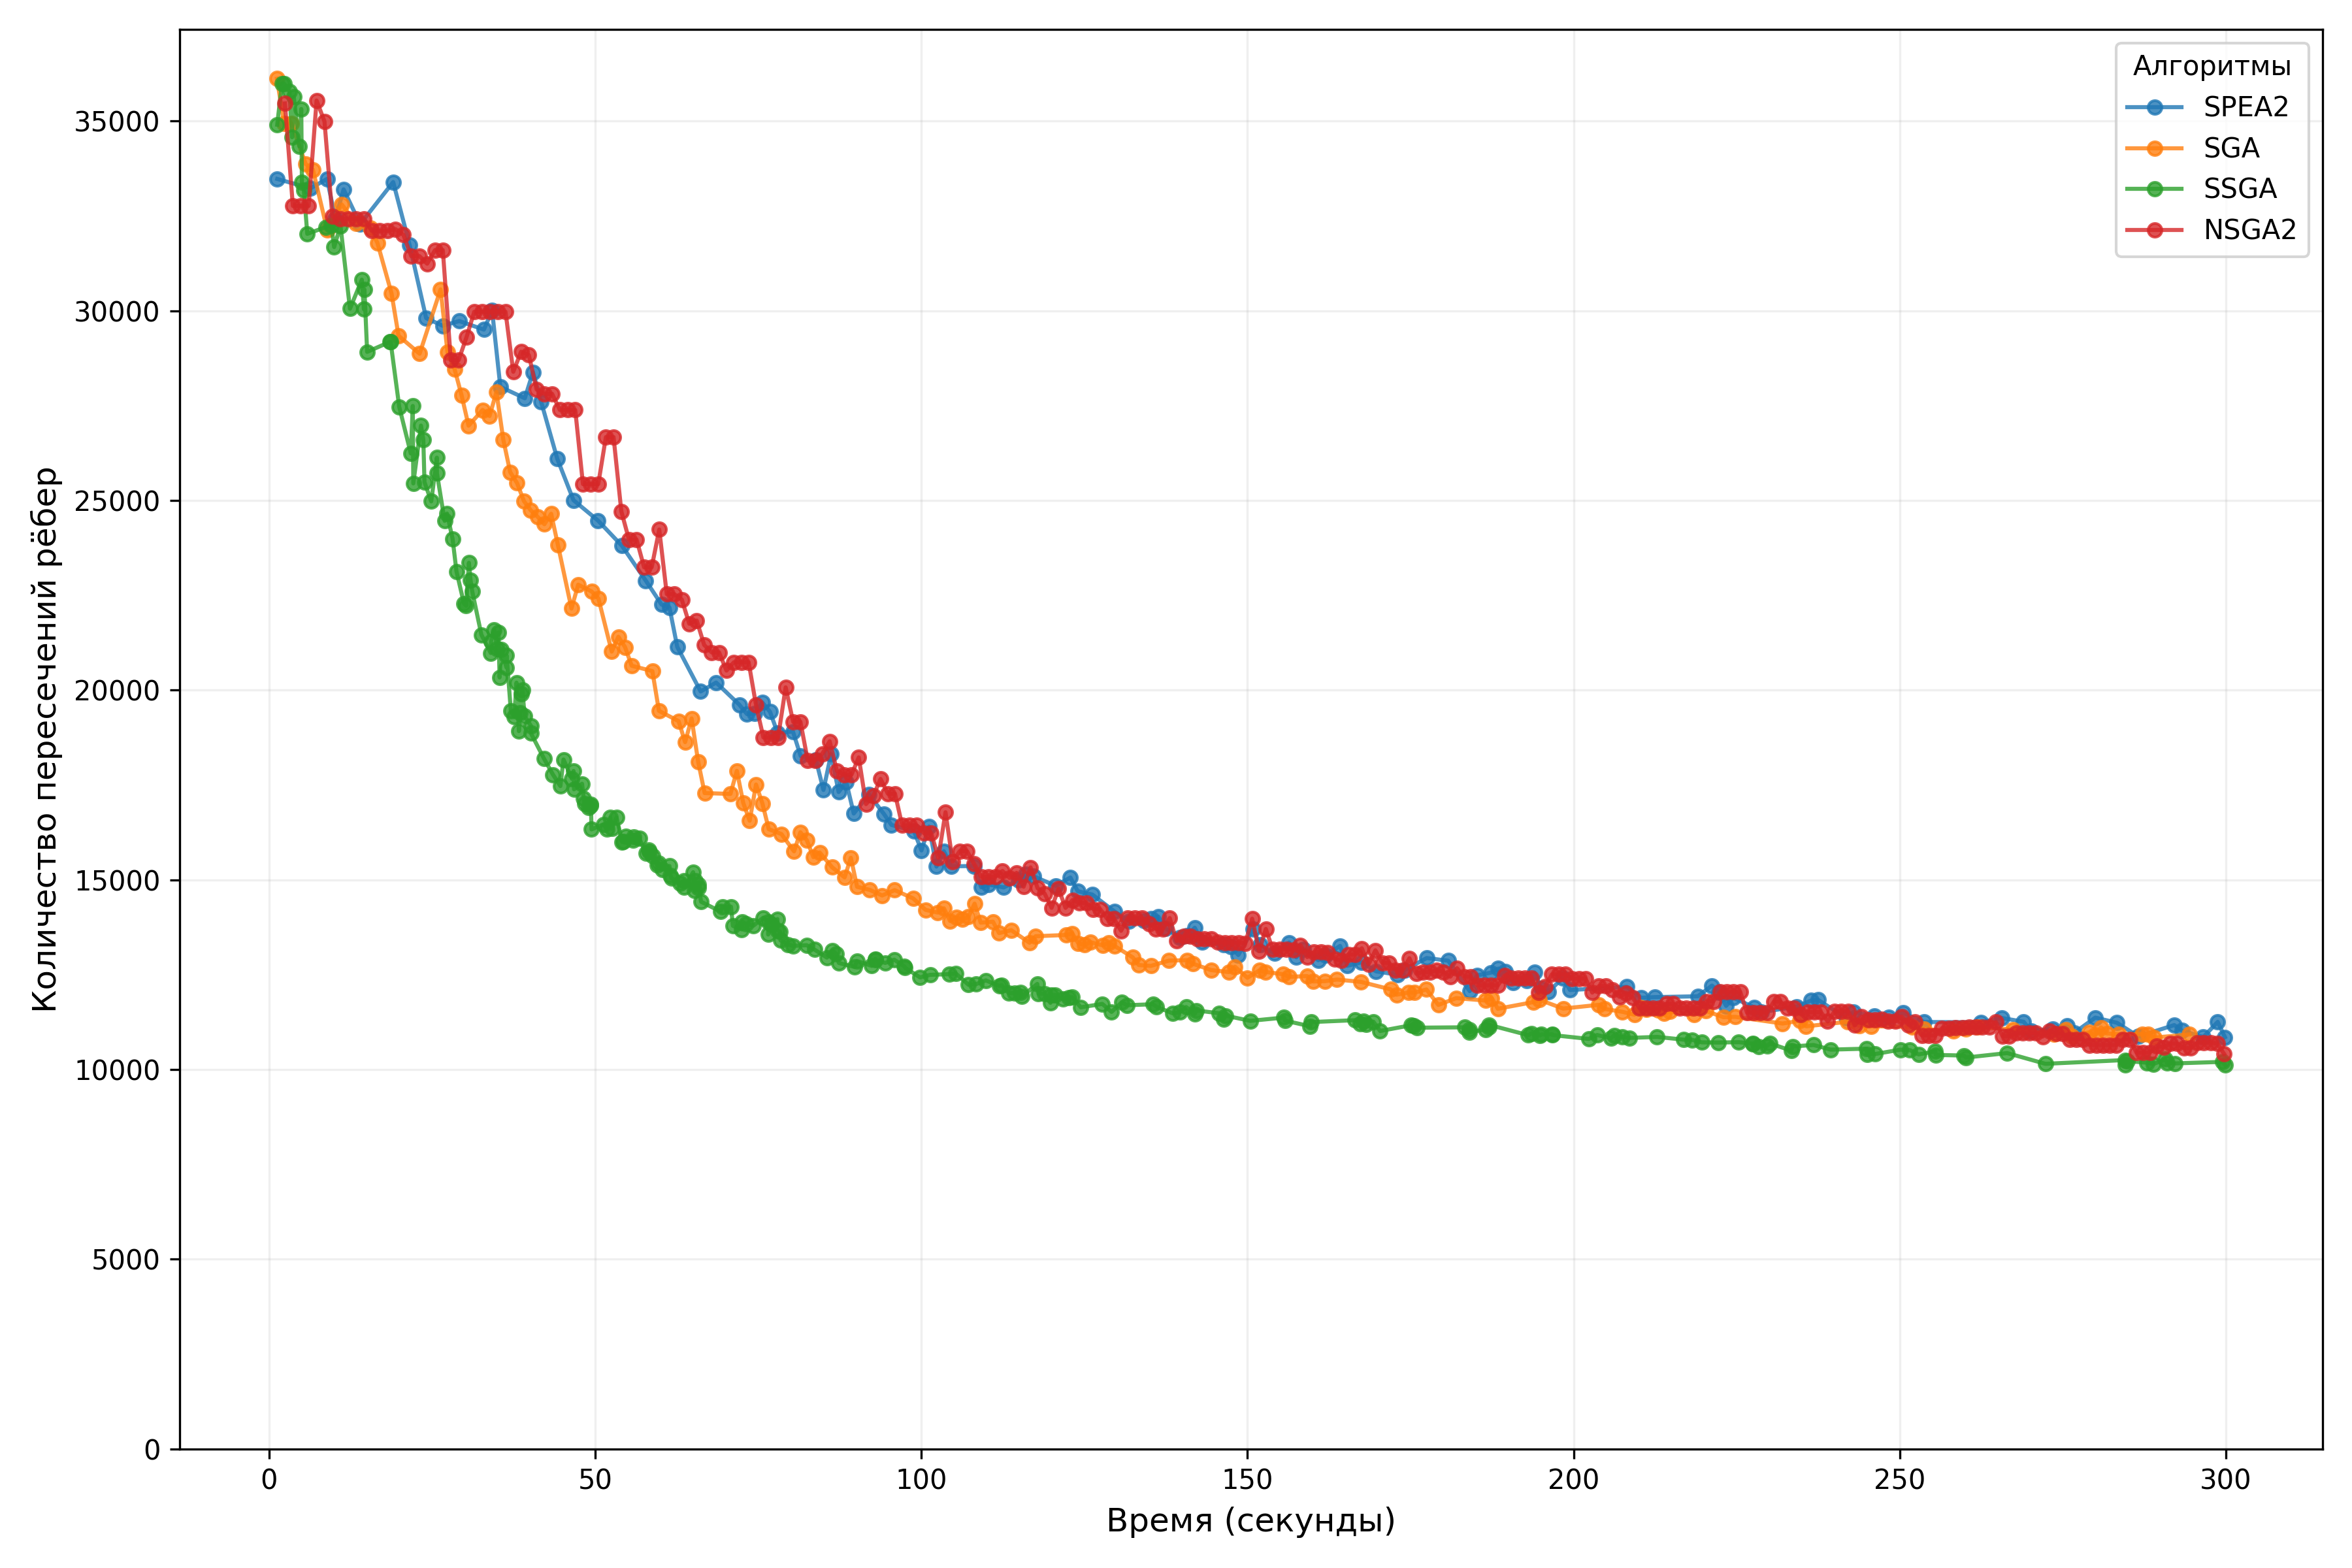 Алгоритмы
SPEA2
SGA
SSGA
NSGA2
Количество пересечений рёбер
35000
30000
25000
20000
15000
10000
5000
0
0 50 100 150 200 250 300
Время (секунды)